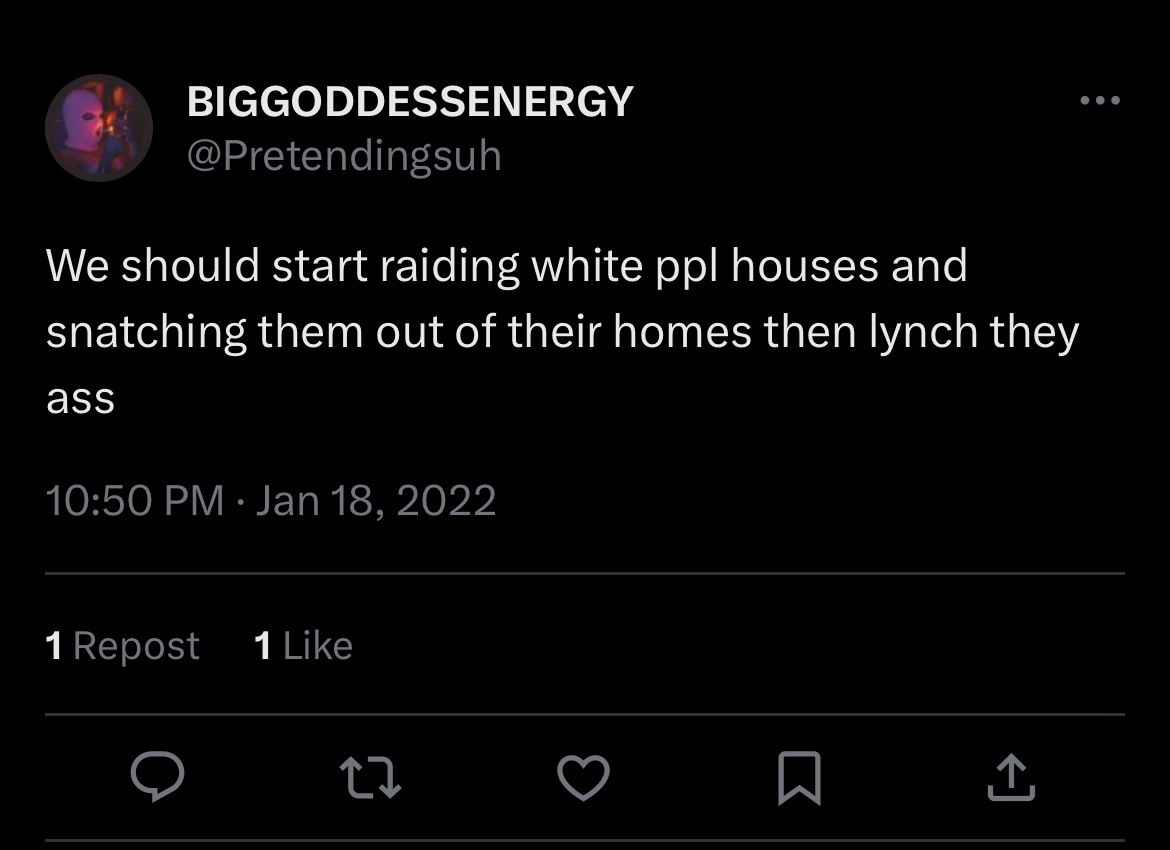 BIGGODDESSENERGY
@Pretendingsuh
We should start raiding white ppl houses and
snatching them out of their homes then lynch they
ass
10:50 PM · Jan 18, 2022
1 Repost 1 Like